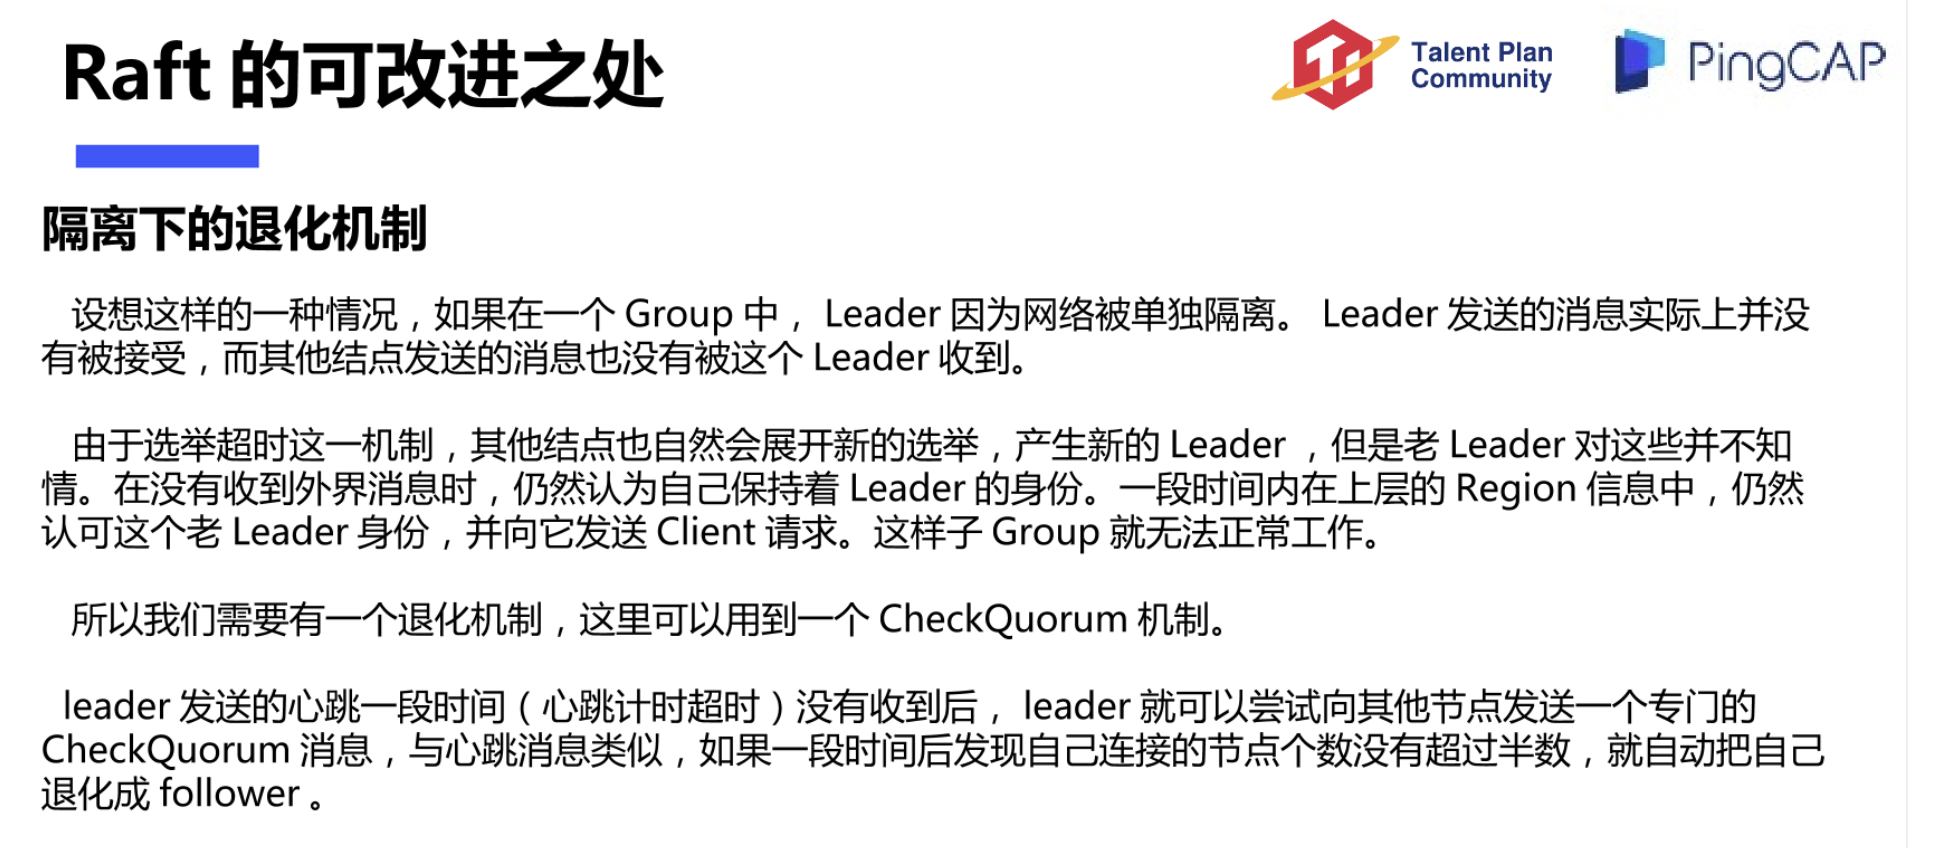 Raft 的可改进之处
Talent Plan
Community
PingCAP
隔离下的退化机制
设想这样的一种情况，如果在一个 Group 中， Leader 因为网络被单独隔离。 Leader 发送的消息实际上并没
有被接受，而其他结点发送的消息也没有被这个 Leader 收到。
由于选举超时这一机制，其他结点也自然会展开新的选举，产生新的 Leader ，但是老 Leader 对这些并不知
情。在没有收到外界消息时，仍然认为自己保持着 Leader 的身份。一段时间内在上层的 Region 信息中，仍然
认可这个老 Leader 身份，并向它发送 Client 请求。这样子 Group 就无法正常工作。
所以我们需要有一个退化机制，这里可以用到一个 CheckQuorum 机制。
leader 发送的心跳一段时间（心跳计时超时）没有收到后， leader 就可以尝试向其他节点发送一个专门的
CheckQuorum 消息，与心跳消息类似，如果一段时间后发现自己连接的节点个数没有超过半数，就自动把自己
退化成 follower 。